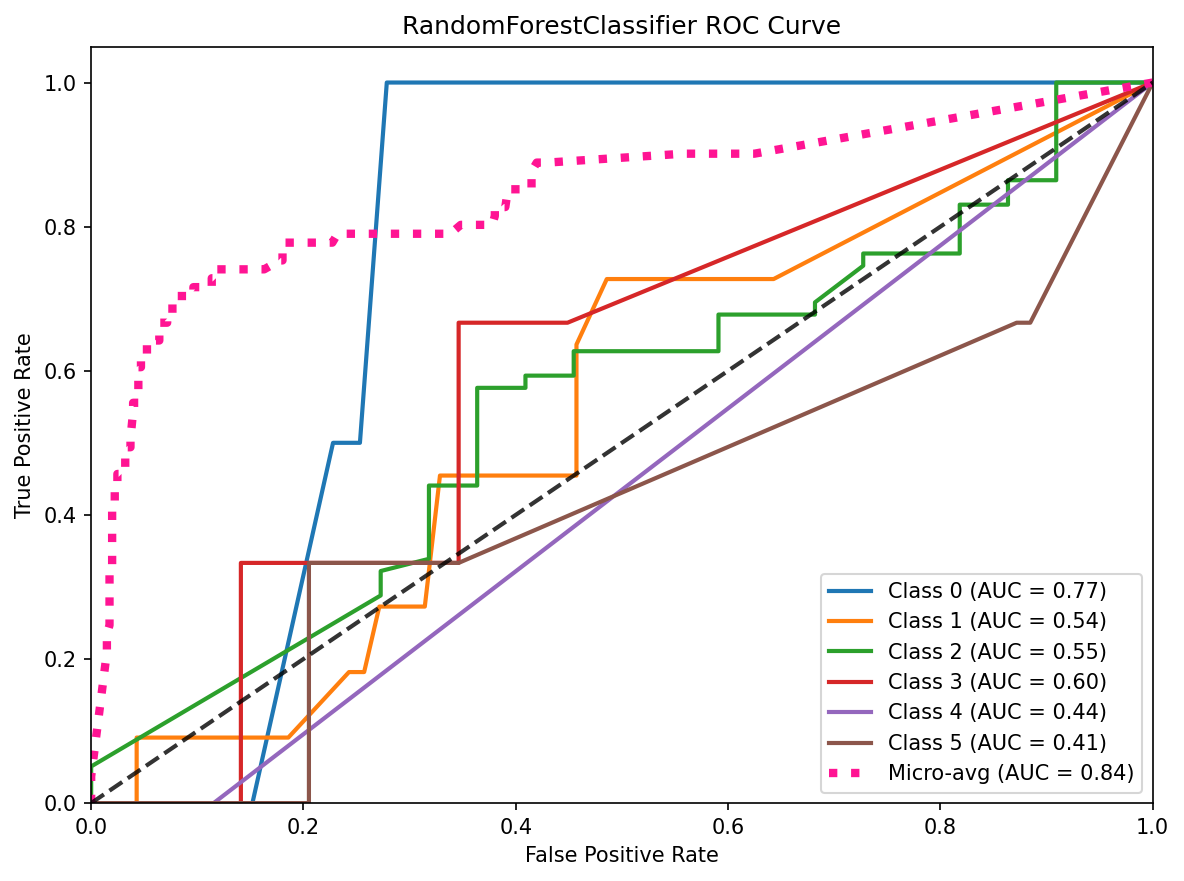 RandomForestClassifier ROC Curve
1.0
0.8
0.6
0.4
0.2
0.0
True Positive Rate
0.0 0.2 0.4 0.6 0.8 1.0
False Positive Rate
Class 0 (AUC = 0.77)
Class 1 (AUC = 0.54)
Class 2 (AUC = 0.55)
Class 3 (AUC = 0.60)
Class 4 (AUC = 0.44)
Class 5 (AUC = 0.41)
Micro-avg (AUC = 0.84)